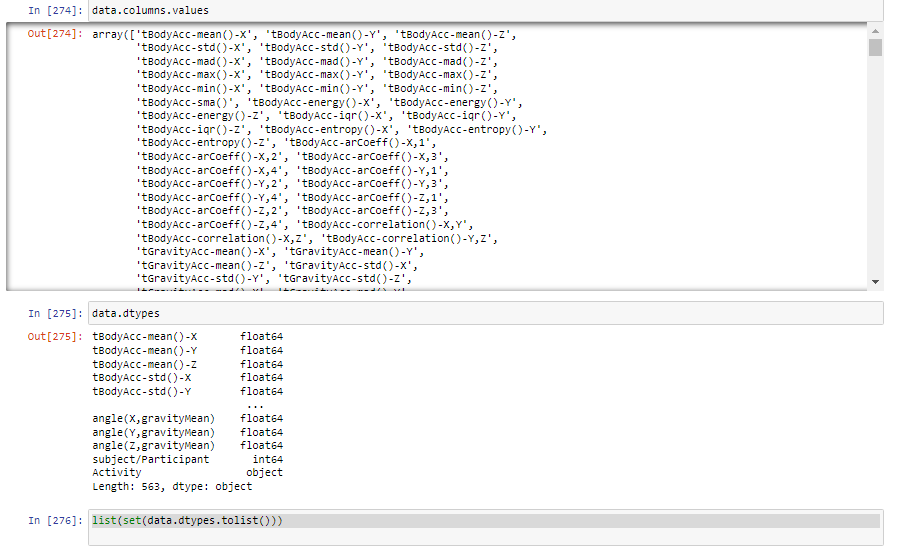 In [274]: data.columns.values
Out[274]: array(['tBodyAcc-mean()-X', 'tBodyAcc-mean()-Y', 'tBodyAcc-mean()-Z',
'tBodyAcc-std()-X', 'tBodyAcc-std()-Y', 'tBodyAcc-std()-Z',
'tBodyAcc-mad()-X', 'tBodyAcc-mad()-Y', 'tBodyAcc-mad()-Z',
'tBodyAcc-max()-X', 'tBodyAcc-max()-Y', 'tBodyAcc-max()-Z',
'tBodyAcc-min()-X', 'tBodyAcc-min()-Y', 'tBodyAcc-min()-Z',
'tBodyAcc-sma()', 'tBodyAcc-energy()-X', 'tBodyAcc-energy()-Y',
'tBodyAcc-energy()-Z', 'tBodyAcc-iqr()-X', 'tBodyAcc-iqr()-Y',
'tBodyAcc-iqr()-Z', 'tBodyAcc-entropy()-X', 'tBodyAcc-entropy()-Y',
'tBodyAcc-entropy()-Z', 'tBodyAcc-arCoeff()-X,1',
'tBodyAcc-arCoeff()-X,2', 'tBodyAcc-arCoeff()-X,3',
'tBodyAcc-arCoeff()-X,4', 'tBodyAcc-arCoeff()-Y,1',
'tBodyAcc-arCoeff()-Y,2', 'tBodyAcc-arCoeff()-Y,3',
'tBodyAcc-arCoeff()-Y,4', 'tBodyAcc-arCoeff()-Z,1',
'tBodyAcc-arCoeff()-Z,2', 'tBodyAcc-arCoeff()-Z,3',
'tBodyAcc-arCoeff()-Z,4', 'tBodyAcc-correlation()-X,Y',
'tBodyAcc-correlation()-X,Z', 'tBodyAcc-correlation()-Y,Z',
'tGravityAcc-mean()-X', 'tGravityAcc-mean()-Y',
'tGravityAcc-mean()-Z', 'tGravityAcc-std()-X',
'tGravityAcc-std()-Y', 'tGravityAcc-std()-Z',
In [275]: data.dtypes
Out[275]: tBodyAcc-mean()-X float64
tBodyAcc-mean()-Y float64
tBodyAcc-mean()-Z float64
tBodyAcc-std()-X float64
tBodyAcc-std()-Y float64
...
angle(X,gravityMean) float64
angle(Y,gravityMean) float64
angle(Z,gravityMean) float64
subject/Participant int64
Activity object
Length: 563, dtype: object
In [276]: list(set(data.dtypes.tolist()))